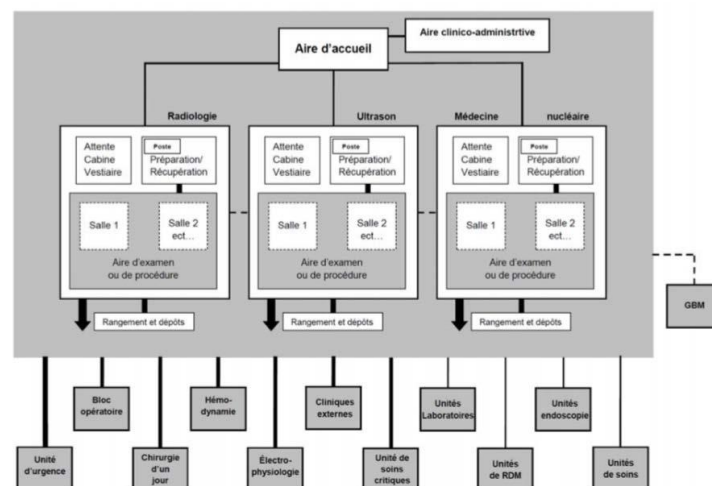 Aire d'accueil
Aire clinico-administrtive
Radiologie
Attente
Cabine
Vestiaire
Poste
Préparation/
Récupération
Salle 1
Salle 2
ect...
Aire d'examen
ou de procédure
Rangement et dépôts
Ultrason
Attente
Cabine
Vestiaire
Poste
Préparation/
Récupération
Salle 1
Salle 2
ect...
Aire d'examen
ou de procédure
Rangement et dépôts
Médecine nucléaire
Attente
Cabine
Vestiaire
Poste
Préparation/
Récupération
Salle 1
Salle 2
ect...
Aire d'examen
ou de procédure
Rangement et dépôts
GBM
Bloc
opératoire
Hémo-
dynamie
Cliniques
externes
Unités
Laboratoires
Unités
endoscopie
Unité
d'urgence
Chirurgie
d'un
jour
Électro-
physiologie
Unité de
soins
critiques
Unités
de RDM
Unités
de soins